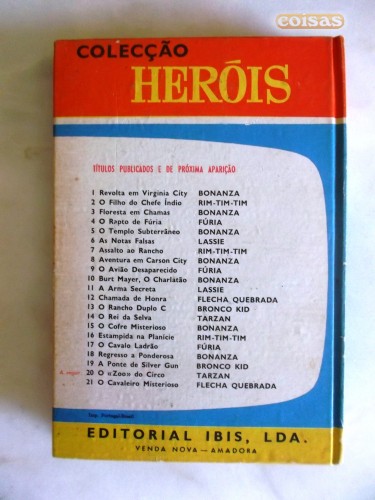 coisas
COLECÇÃO
HERÓIS
TÍTULOS PUBLICADOS E DE PRÓXIMA APARIÇÃO
1 Revolta em Virginia City BONANZA
2 O Filho do Chefe Índio RIM-TIM-TIM
3 Floresta em Chamas BONANZA
4 O Rapto de Fúria FÚRIA
5 O Templo Subterrâneo BONANZA
6 As Notas Falsas LASSIE
7 Assalto ao Rancho RIM-TIM-TIM
8 Aventura em Carson City BONANZA
9 O Avião Desaparecido FÚRIA
10 Burt Mayer, O Charlatão BONANZA
11 A Arma Secreta LASSIE
12 Chamada de Honra FLECHA QUEBRADA
13 O Rancho Duplo C BRONCO KID
14 O Rei da Selva TARZAN
15 O Cofre Misterioso BONANZA
16 Estampida na Planície RIM-TIM-TIM
17 O Cavalo Ladrão FÚRIA
18 Regresso a Ponderosa BONANZA
19 A Ponte de Silver Gun BRONCO KID
A seguir: 20 O «Zoo» do Circo TARZAN
21 O Cavaleiro Misterioso FLECHA QUEBRADA
EDITORIAL IBIS, LDA.
VENDA NOVA — AMADORA